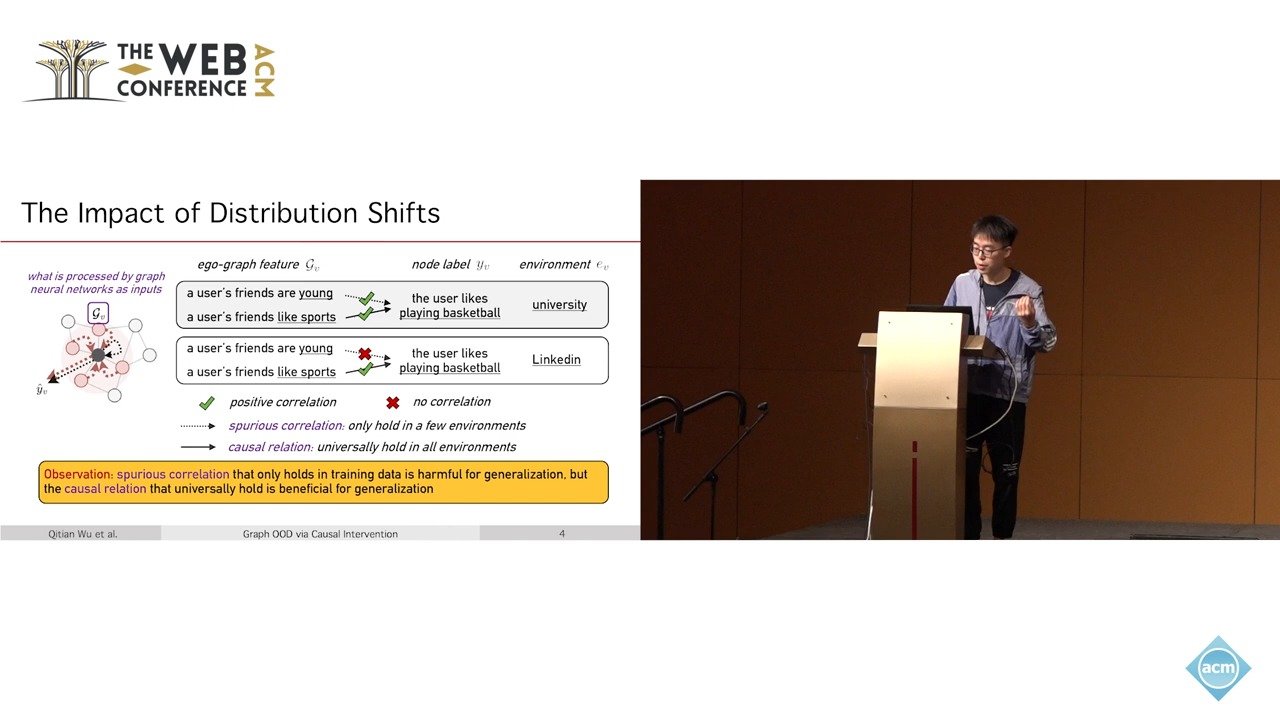 THE WEB
CONFERENCE
ACM
The Impact of Distribution Shifts
what is processed by graph
neural networks as inputs
𝒢ᵥ
ŷᵥ
ego-graph feature 𝒢ᵥ
node label yᵥ
environment eᵥ
a user's friends are young
a user's friends like sports
the user likes
playing basketball
university
a user's friends are young
a user's friends like sports
the user likes
playing basketball
Linkedin
positive correlation
no correlation
spurious correlation: only hold in a few environments
causal relation: universally hold in all environments
Observation: spurious correlation that only holds in training data is harmful for generalization, but
the causal relation that universally hold is beneficial for generalization
Qitian Wu et al.
Graph OOD via Causal Intervention
4
acm